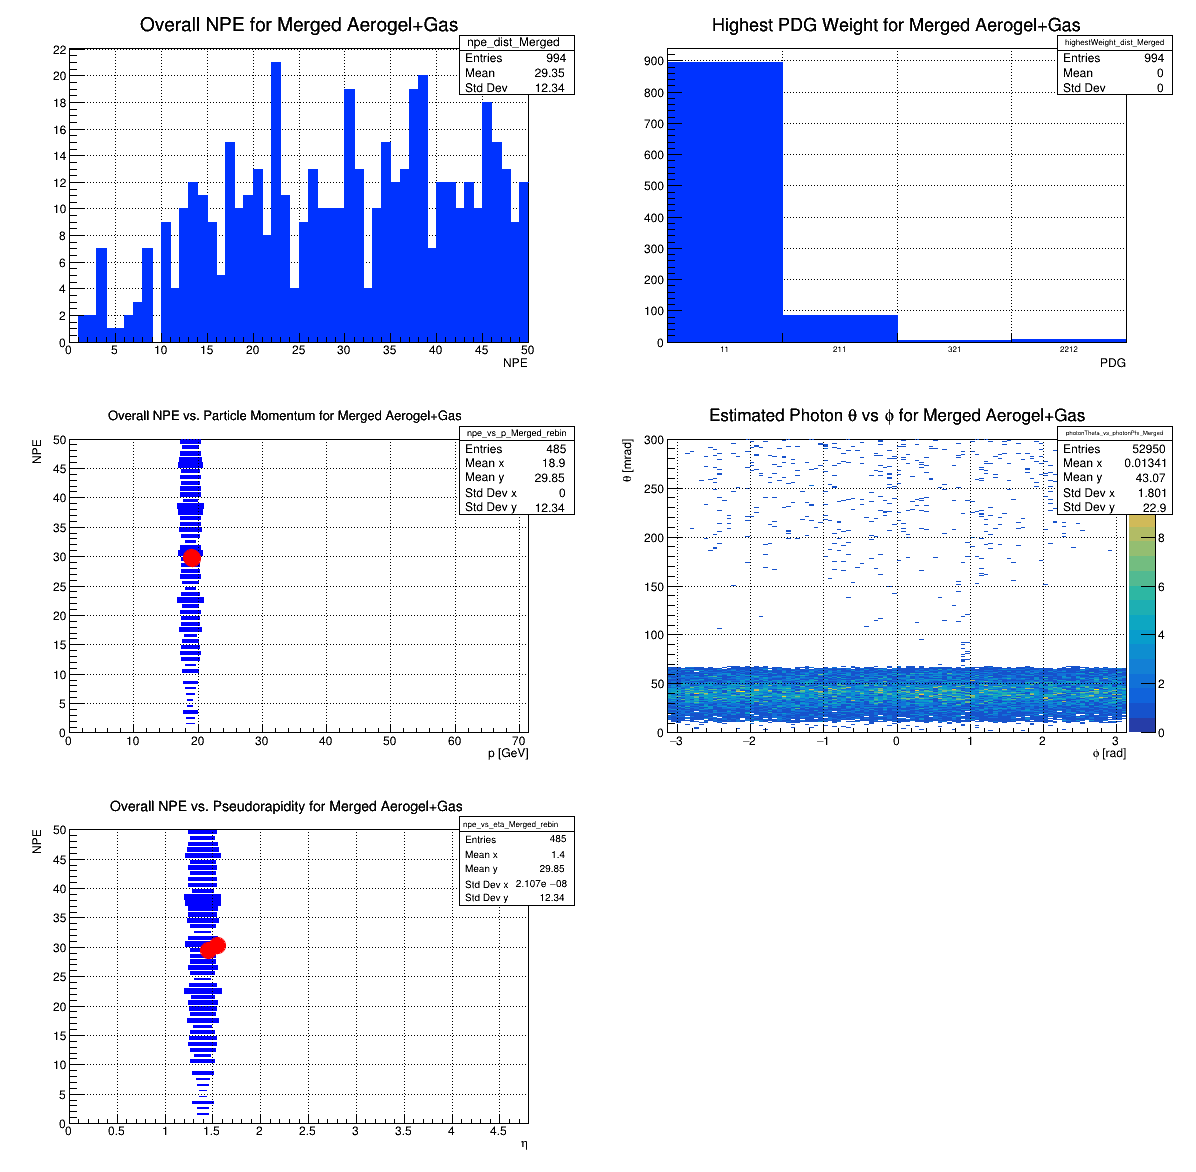 Overall NPE for Merged Aerogel+Gas
npe_dist_Merged
Entries 994
Mean 29.35
Std Dev 12.34
22
20
18
16
14
12
10
8
6
4
2
0
0 5 10 15 20 25 30 35 40 45 50
NPE
Highest PDG Weight for Merged Aerogel+Gas
highestWeight_dist_Merged
Entries 994
Mean 0
Std Dev 0
900
800
700
600
500
400
300
200
100
0
11 211 321 2212
PDG
Overall NPE vs. Particle Momentum for Merged Aerogel+Gas
npe_vs_p_Merged_rebin
Entries 485
Mean x 18.9
Mean y 29.85
Std Dev x 0
Std Dev y 12.34
NPE
50
45
40
35
30
25
20
15
10
5
0
0 10 20 30 40 50 60 70
p [GeV]
Estimated Photon θ vs ϕ for Merged Aerogel+Gas
photonTheta_vs_photonPhi_Merged
Entries 52950
Mean x 0.01341
Mean y 43.07
Std Dev x 1.801
Std Dev y 22.9
θ [mrad]
300
250
200
150
100
50
0
−3 −2 −1 0 1 2 3
ϕ [rad]
8
6
4
2
0
Overall NPE vs. Pseudorapidity for Merged Aerogel+Gas
npe_vs_eta_Merged_rebin
Entries 485
Mean x 1.4
Mean y 29.85
Std Dev x 2.107e −08
Std Dev y 12.34
NPE
50
45
40
35
30
25
20
15
10
5
0
0 0.5 1 1.5 2 2.5 3 3.5 4 4.5
η